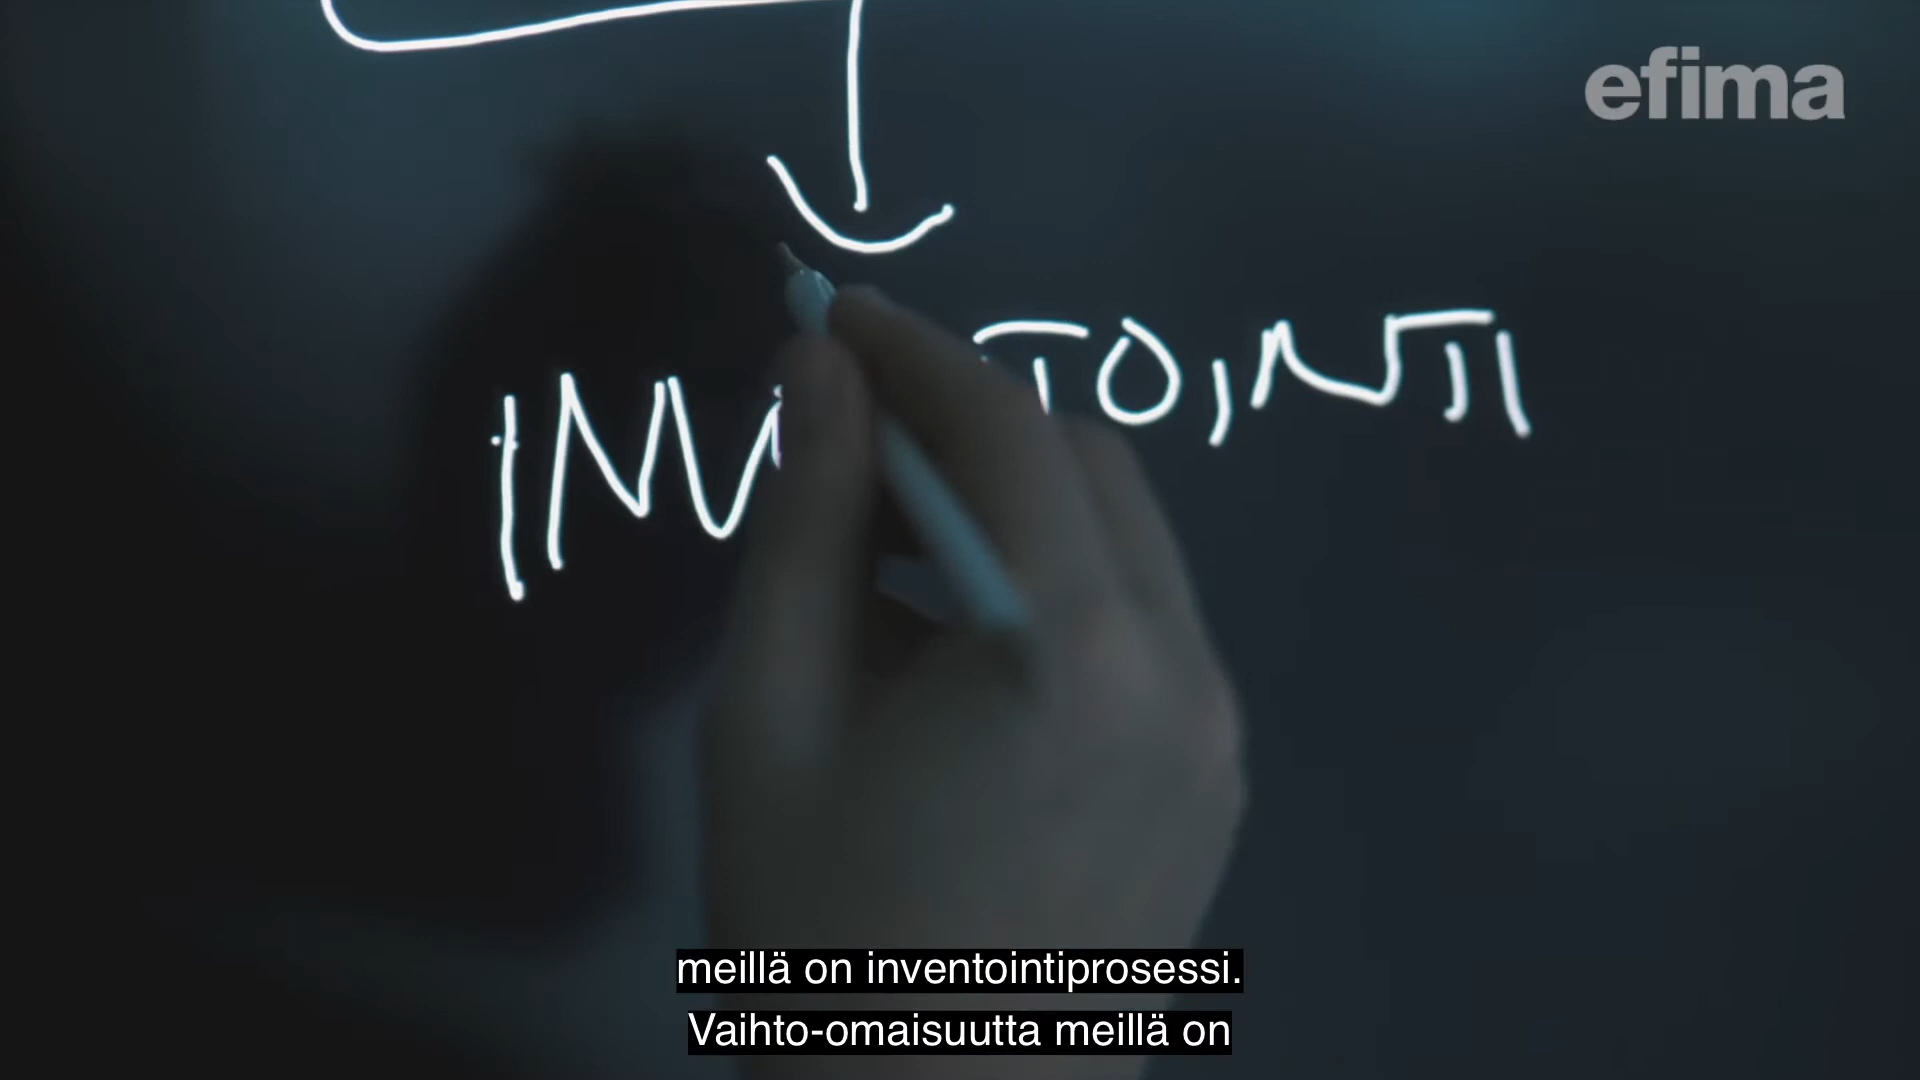 efima
INV TOINTI
meillä on inventointiprosessi.
Vaihto-omaisuutta meillä on